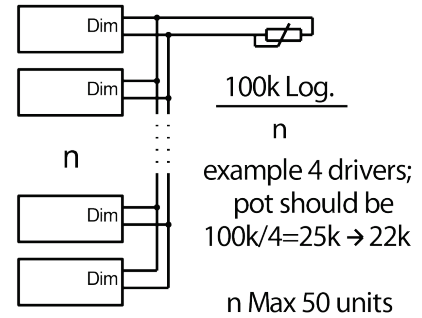 Dim
Dim
100k Log.
n
n
example 4 drivers;
pot should be
100k/4=25k → 22k
Dim
Dim
n Max 50 units